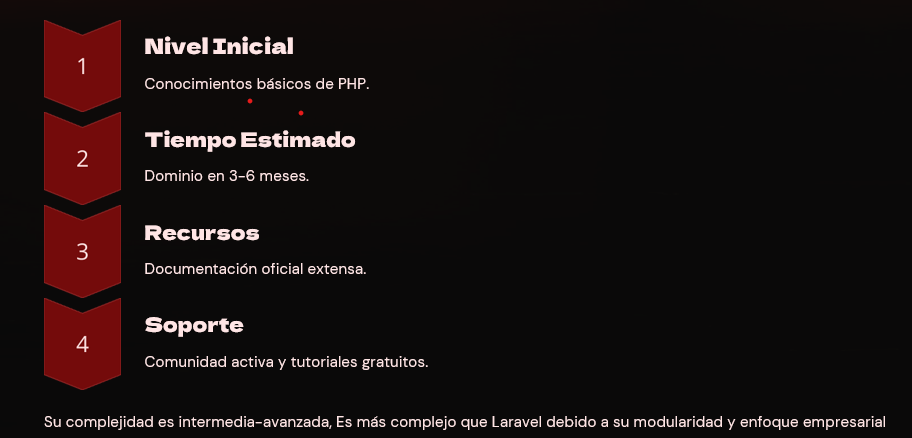 1
Nivel Inicial
Conocimientos básicos de PHP.
2
Tiempo Estimado
Dominio en 3-6 meses.
3
Recursos
Documentación oficial extensa.
4
Soporte
Comunidad activa y tutoriales gratuitos.
Su complejidad es intermedia-avanzada, Es más complejo que Laravel debido a su modularidad y enfoque empresarial